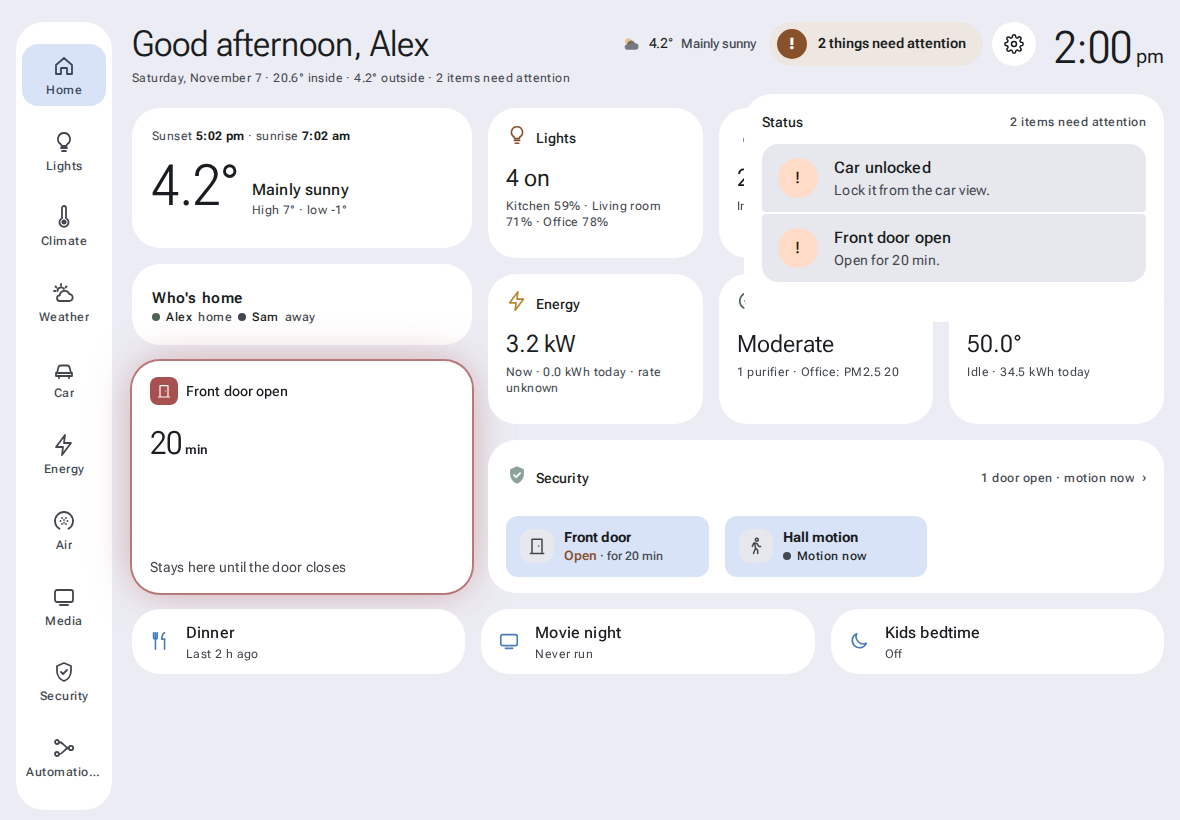 Home
Lights
Climate
Weather
Car
Energy
Air
Media
Security
Automatio...
Good afternoon, Alex
Saturday, November 7 · 20.6° inside · 4.2° outside · 2 items need attention
4.2° Mainly sunny
! 2 things need attention
2:00 pm
Sunset 5:02 pm · sunrise 7:02 am
4.2°
Mainly sunny
High 7° · low -1°
Who's home
Alex home Sam away
Front door open
20 min
Stays here until the door closes
Lights
4 on
Kitchen 59% · Living room
71% · Office 78%
Status
2 items need attention
! Car unlocked
Lock it from the car view.
! Front door open
Open for 20 min.
Energy
3.2 kW
Now · 0.0 kWh today · rate
unknown
Moderate
1 purifier · Office: PM2.5 20
50.0°
Idle · 34.5 kWh today
Security
1 door open · motion now ›
Front door
Open · for 20 min
Hall motion
Motion now
Dinner
Last 2 h ago
Movie night
Never run
Kids bedtime
Off